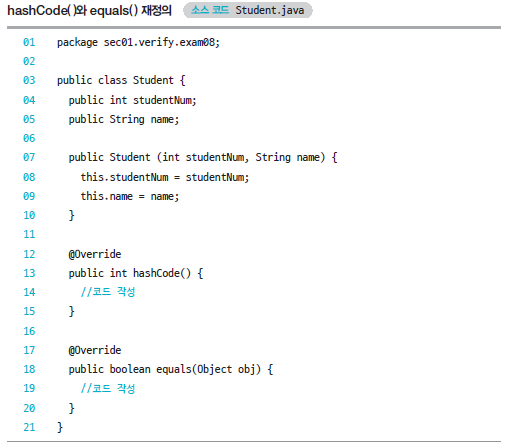 hashCode()와 equals() 재정의 소스 코드 Student.java
01 package sec01.verify.exam08;
02
03 public class Student {
04 public int studentNum;
05 public String name;
06
07 public Student (int studentNum, String name) {
08 this.studentNum = studentNum;
09 this.name = name;
10 }
11
12 @Override
13 public int hashCode() {
14 //코드 작성
15 }
16
17 @Override
18 public boolean equals(Object obj) {
19 //코드 작성
20 }
21 }